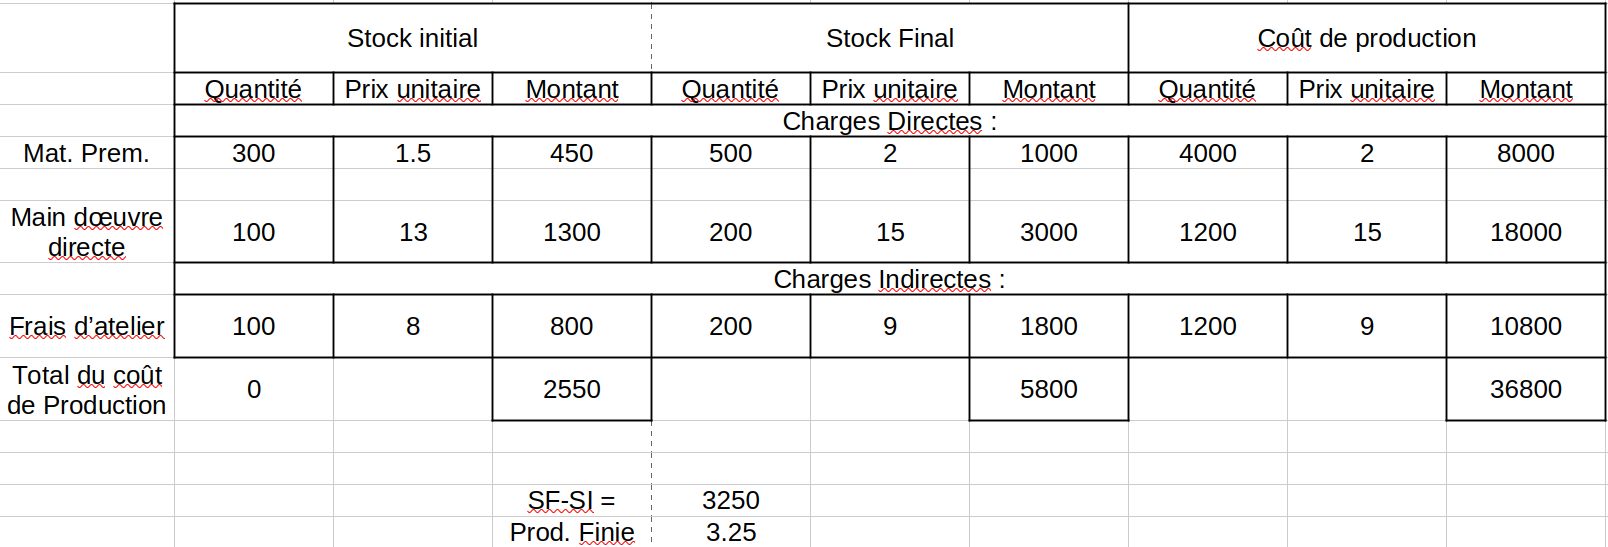 Stock initial Stock Final Coût de production
Quantité Prix unitaire Montant Quantité Prix unitaire Montant Quantité Prix unitaire Montant
Charges Directes :
Mat. Prem. 300 1.5 450 500 2 1000 4000 2 8000
Main dœuvre
directe 100 13 1300 200 15 3000 1200 15 18000
Charges Indirectes :
Frais d’atelier 100 8 800 200 9 1800 1200 9 10800
Total du coût
de Production 0 2550 5800 36800
SF-SI = 3250
Prod. Finie 3.25